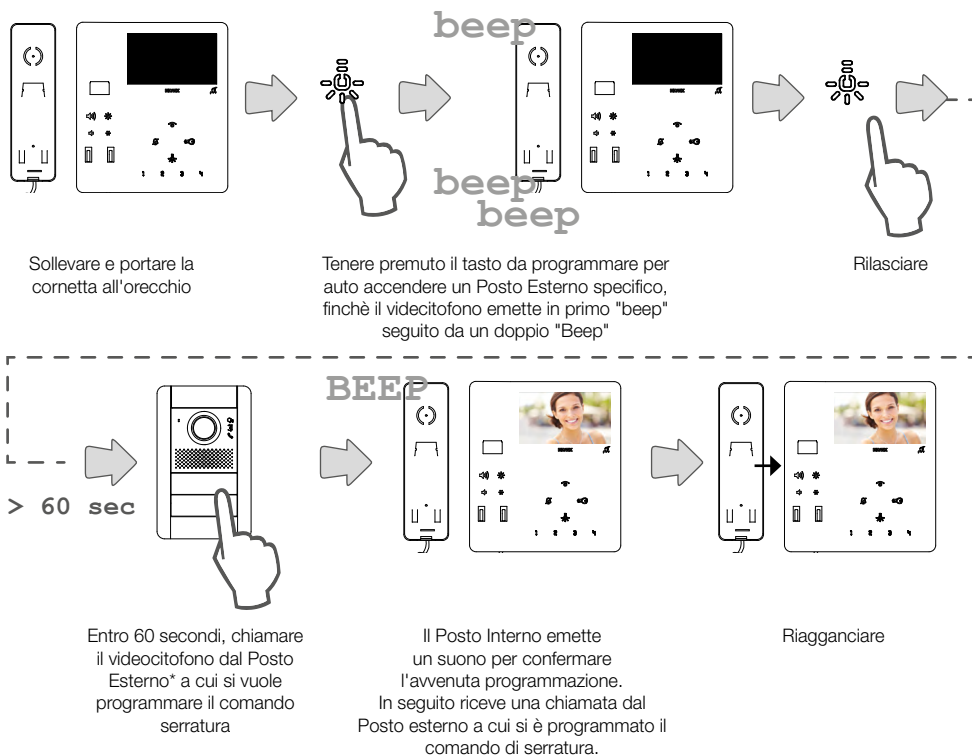 beep
beep
beep
Sollevare e portare la
cornetta all'orecchio
Tenere premuto il tasto da programmare per
auto accendere un Posto Esterno specifico,
finchè il videcitofono emette in primo "beep"
seguito da un doppio "Beep"
Rilasciare
BEEP
> 60 sec
Entro 60 secondi, chiamare
il videocitofono dal Posto
Esterno* a cui si vuole
programmare il comando
serratura
Il Posto Interno emette
un suono per confermare
l'avvenuta programmazione.
In seguito riceve una chiamata dal
Posto esterno a cui si è programmato il
comando di serratura.
Riagganciare